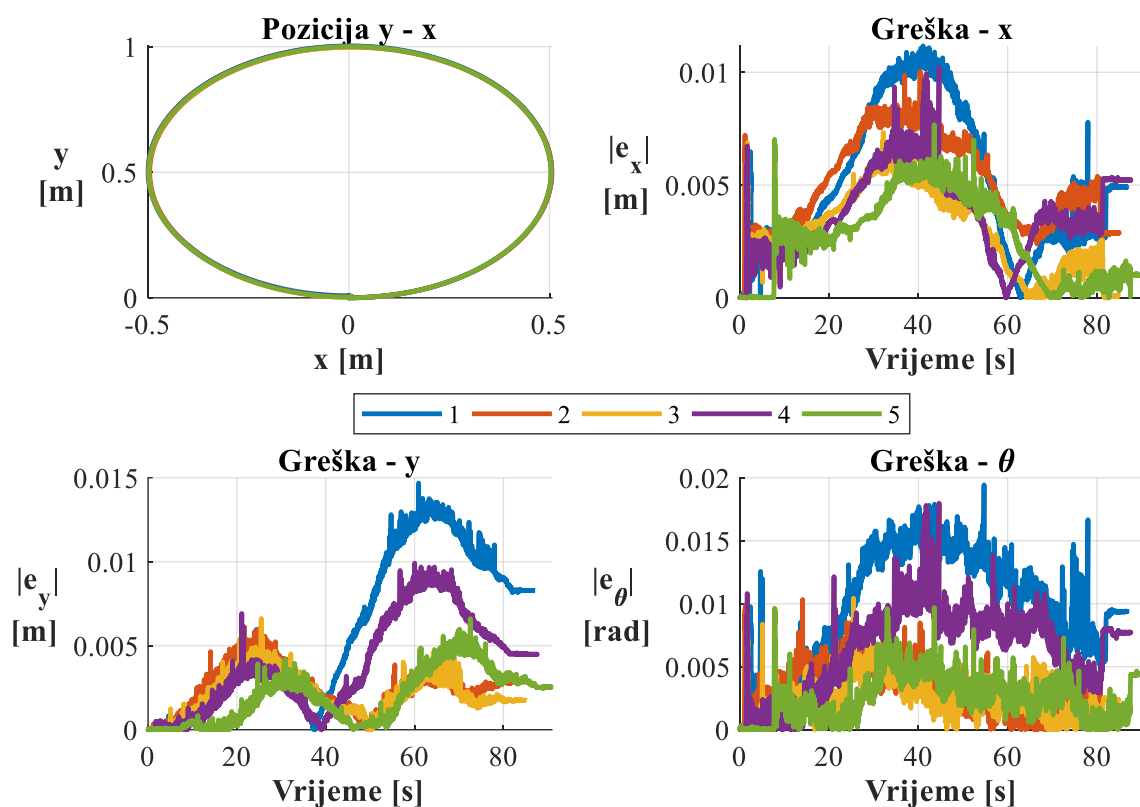 Pozicija y - x
1
0.5
0
y
[m]
-0.5
0
0.5
x [m]
Greška - x
0.01
0.005
0
|e_x|
[m]
0
20
40
60
80
Vrijeme [s]
1
2
3
4
5
Greška - y
0.015
0.01
0.005
0
|e_y|
[m]
0
20
40
60
80
Vrijeme [s]
Greška - θ
0.02
0.015
0.01
0.005
0
|e_θ|
[rad]
0
20
40
60
80
Vrijeme [s]